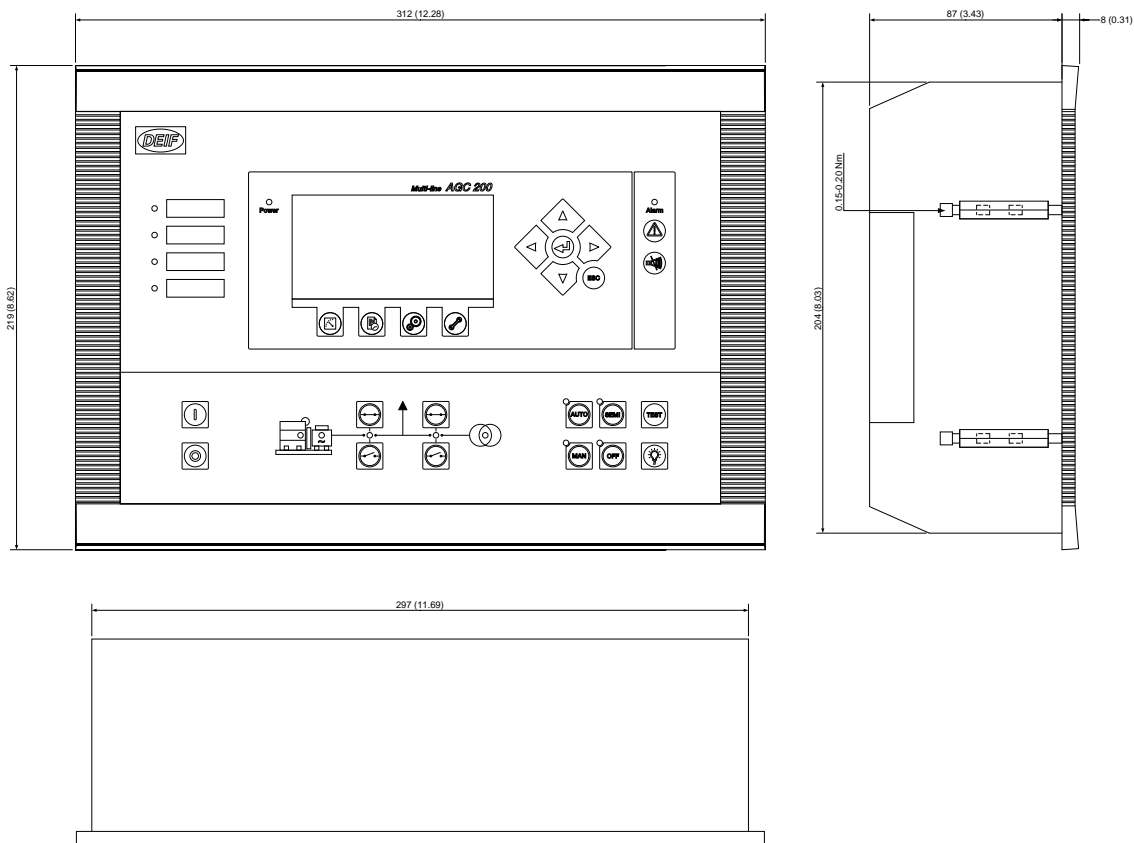 312 (12.28)
87 (3.43)
8 (0.31)
DEIF
Multi-line AGC 200
Power
Alarm
ESC
219 (8.62)
0.15-0.20 Nm
204 (8.03)
AUTO
SEMI
TEST
MAN
OFF
297 (11.69)